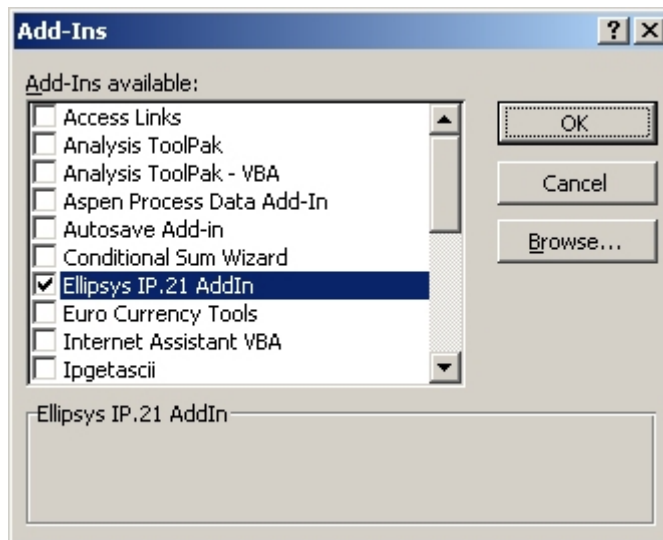 Add-Ins
Add-Ins available:
Access Links
Analysis ToolPak
Analysis ToolPak - VBA
Aspen Process Data Add-In
Autosave Add-in
Conditional Sum Wizard
Ellipsys IP.21 AddIn
Euro Currency Tools
Internet Assistant VBA
Ipgetascii
OK
Cancel
Browse...
Ellipsys IP.21 AddIn